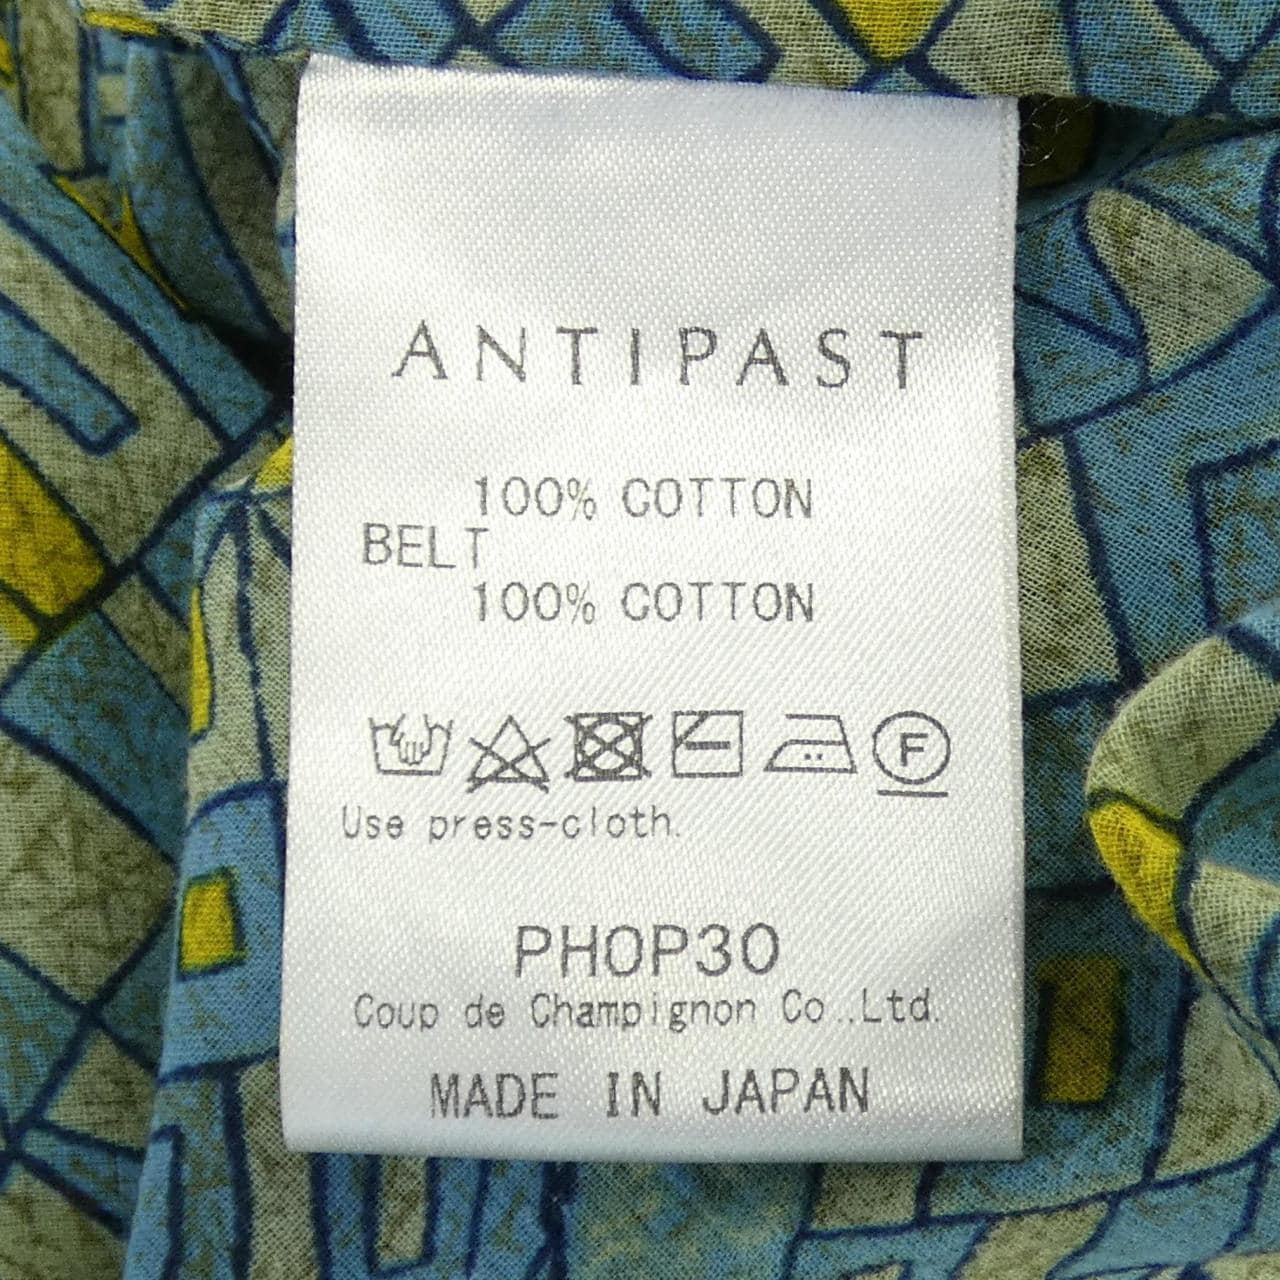 ANTIPAST
100% COTTON
BELT
100% COTTON
F
Use press-cloth.
PHOP30
Coup de Champignon Co.,Ltd.
MADE IN JAPAN